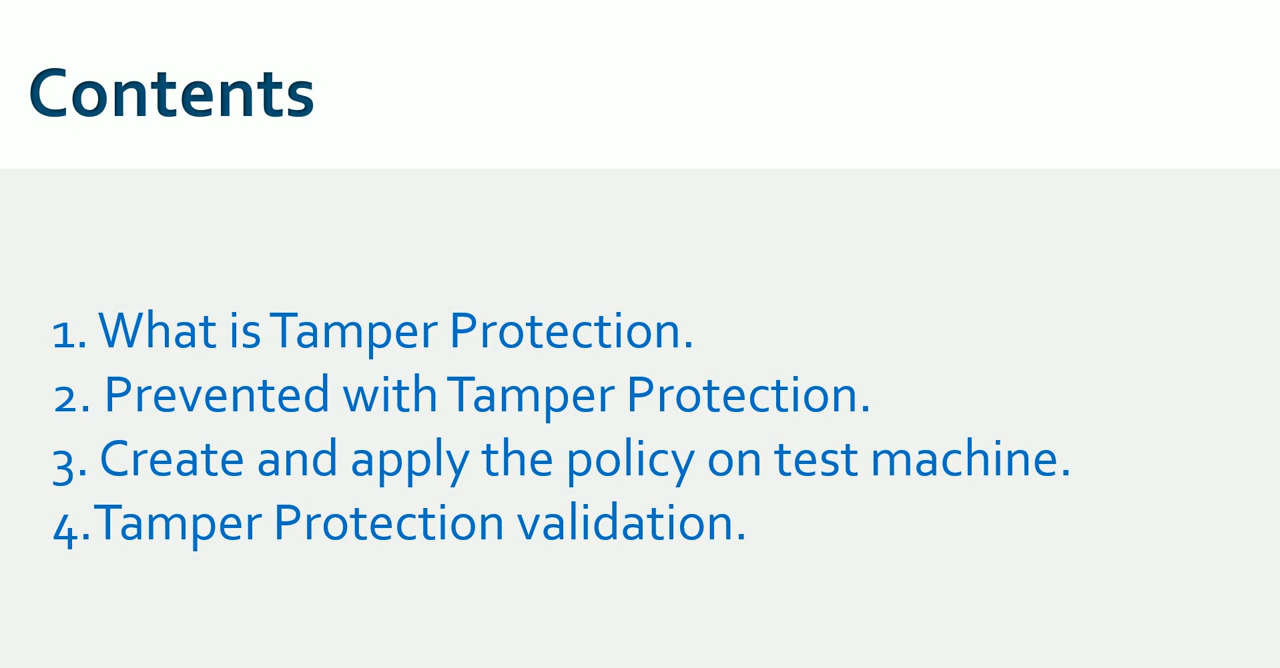 Contents
1. What is Tamper Protection.
2. Prevented with Tamper Protection.
3. Create and apply the policy on test machine.
4.Tamper Protection validation.